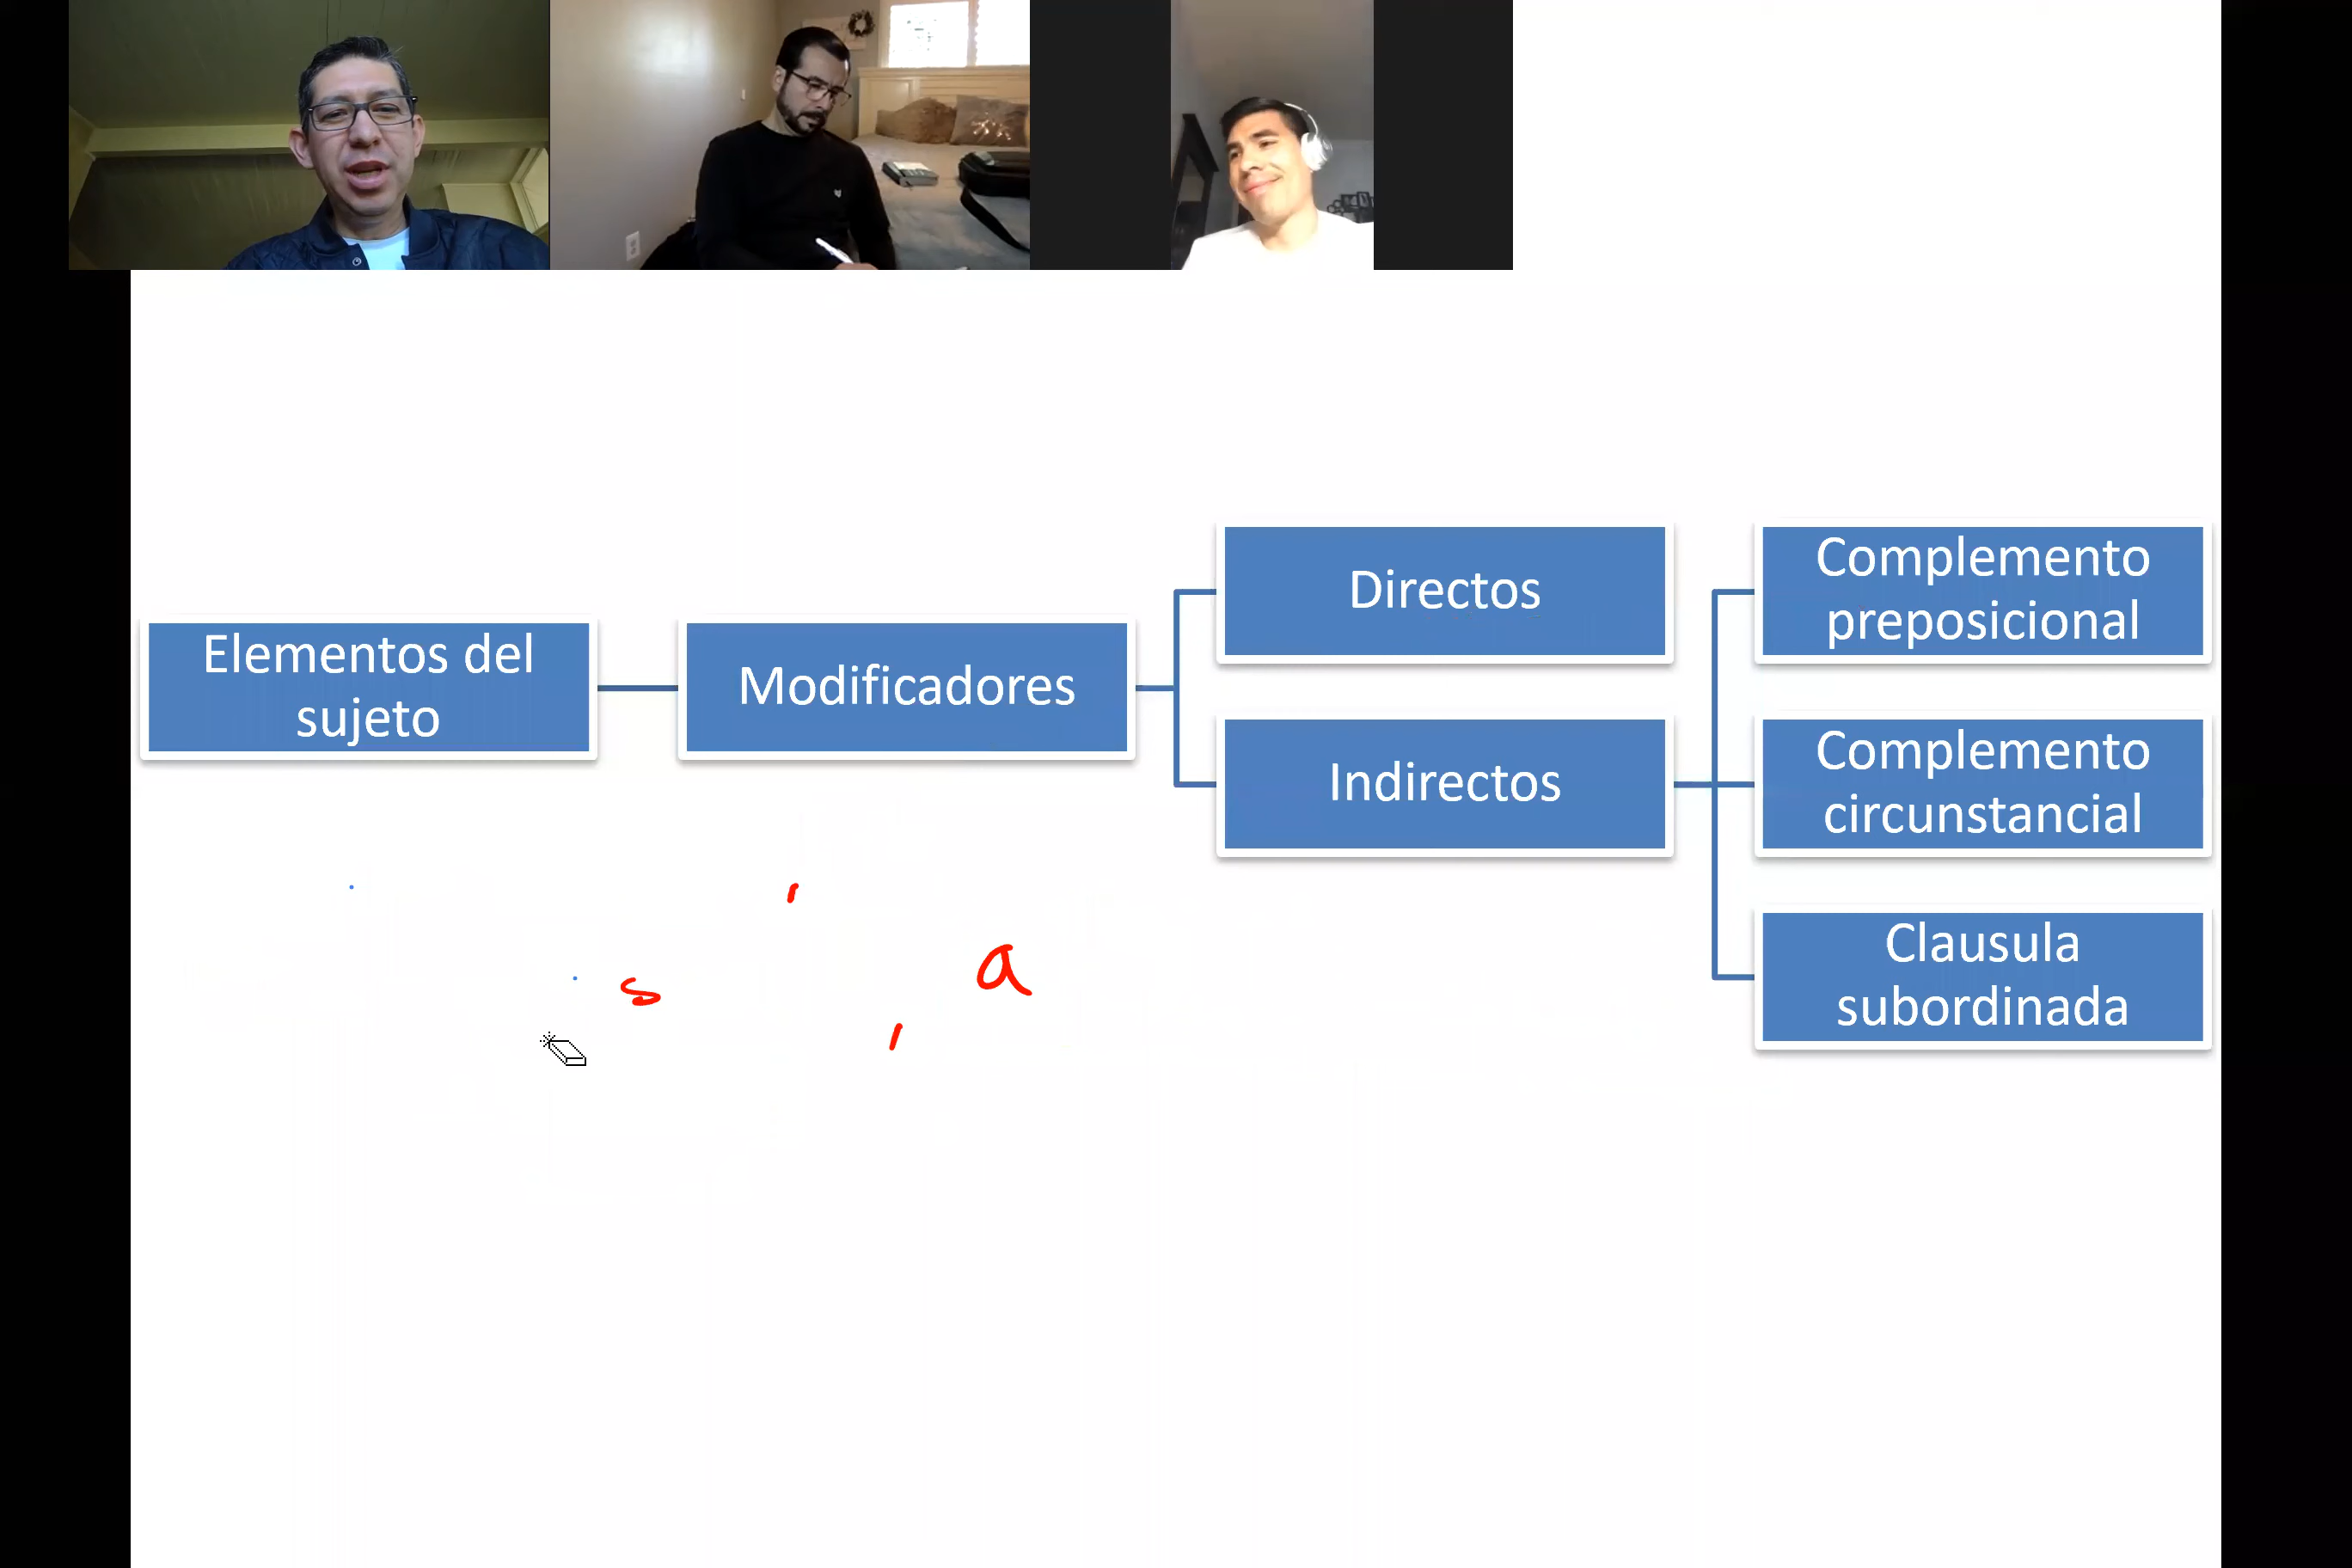 Elementos del
sujeto
Modificadores
Directos
Indirectos
Complemento
preposicional
Complemento
circunstancial
Clausula
subordinada
s
a